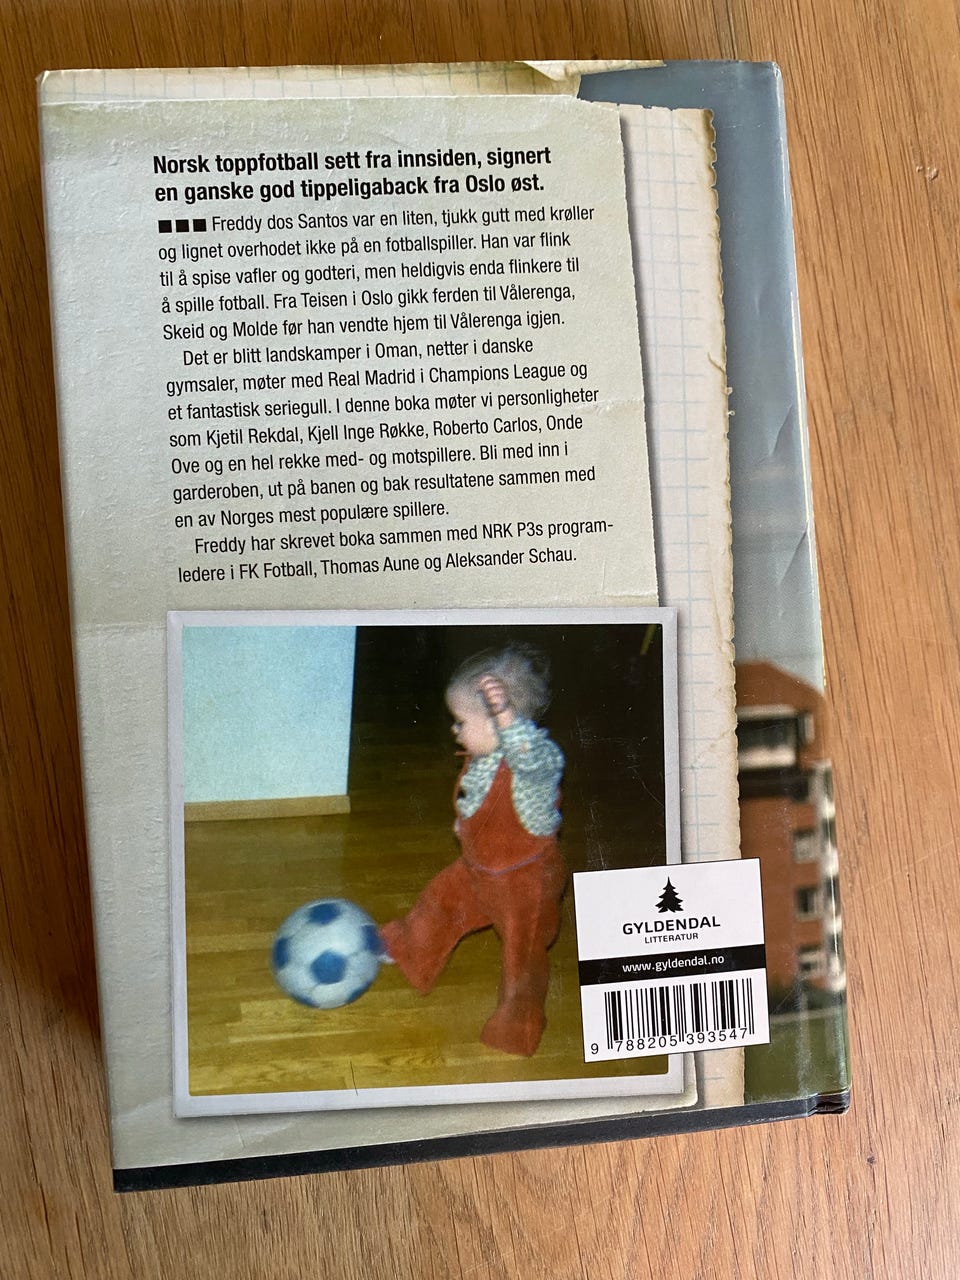 Norsk toppfotball sett fra innsiden, signert
en ganske god tippeligaback fra Oslo øst.
■■■ Freddy dos Santos var en liten, tjukk gutt med krøller
og lignet overhodet ikke på en fotballspiller. Han var flink
til å spise vafler og godteri, men heldigvis enda flinkere til
å spille fotball. Fra Teisen i Oslo gikk ferden til Vålerenga,
Skeid og Molde før han vendte hjem til Vålerenga igjen.
Det er blitt landskamper i Oman, netter i danske
gymsaler, møter med Real Madrid i Champions League og
et fantastisk seriegull. I denne boka møter vi personligheter
som Kjetil Rekdal, Kjell Inge Røkke, Roberto Carlos, Onde
Ove og en hel rekke med- og motspillere. Bli med inn i
garderoben, ut på banen og bak resultatene sammen med
en av Norges mest populære spillere.
Freddy har skrevet boka sammen med NRK P3s program-
ledere i FK Fotball, Thomas Aune og Aleksander Schau.
GYLDENDAL
LITTERATUR
www.gyldendal.no
9 788205 393547